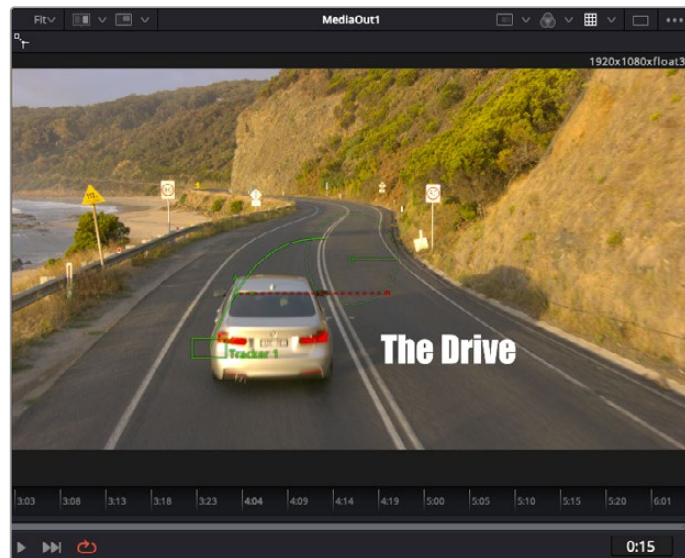 Fit
MediaOut1
1920x1080xfloat3
Tracker 1
The Drive
3:03 3:08 3:13 3:18 3:23 4:04 4:09 4:14 4:19 5:00 5:05 5:10 5:15 5:20 6:01
0:15